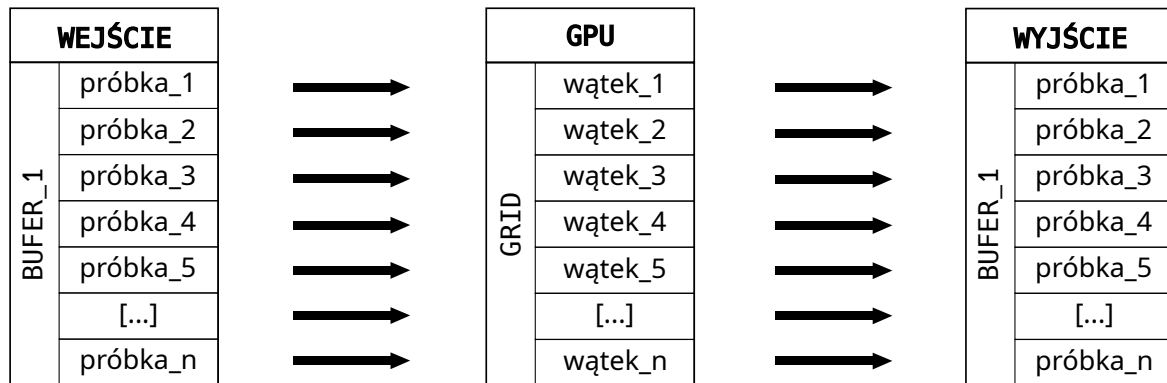 WEJŚCIE
BUFER_1
próbka_1
próbka_2
próbka_3
próbka_4
próbka_5
[...]
próbka_n
GPU
GRID
wątek_1
wątek_2
wątek_3
wątek_4
wątek_5
[...]
wątek_n
WYJŚCIE
BUFER_1
próbka_1
próbka_2
próbka_3
próbka_4
próbka_5
[...]
próbka_n